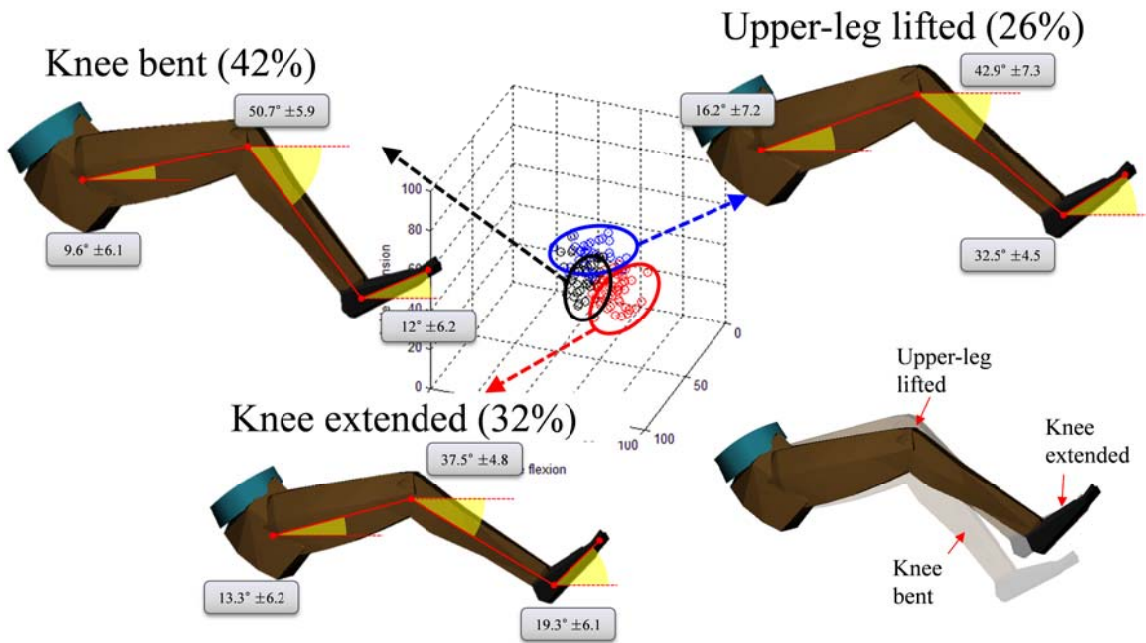 Upper-leg lifted (26%)
Knee bent (42%)
42.9° ±7.3
50.7° ±5.9
16.2° ±7.2
9.6° ±6.1
32.5° ±4.5
12° ±6.2
100
80
60
40
20
0
0
50
100
100
Knee extended (32%)
37.5° ±4.8
flexion
13.3° ±6.2
19.3° ±6.1
Upper-leg
lifted
Knee
extended
Knee
bent